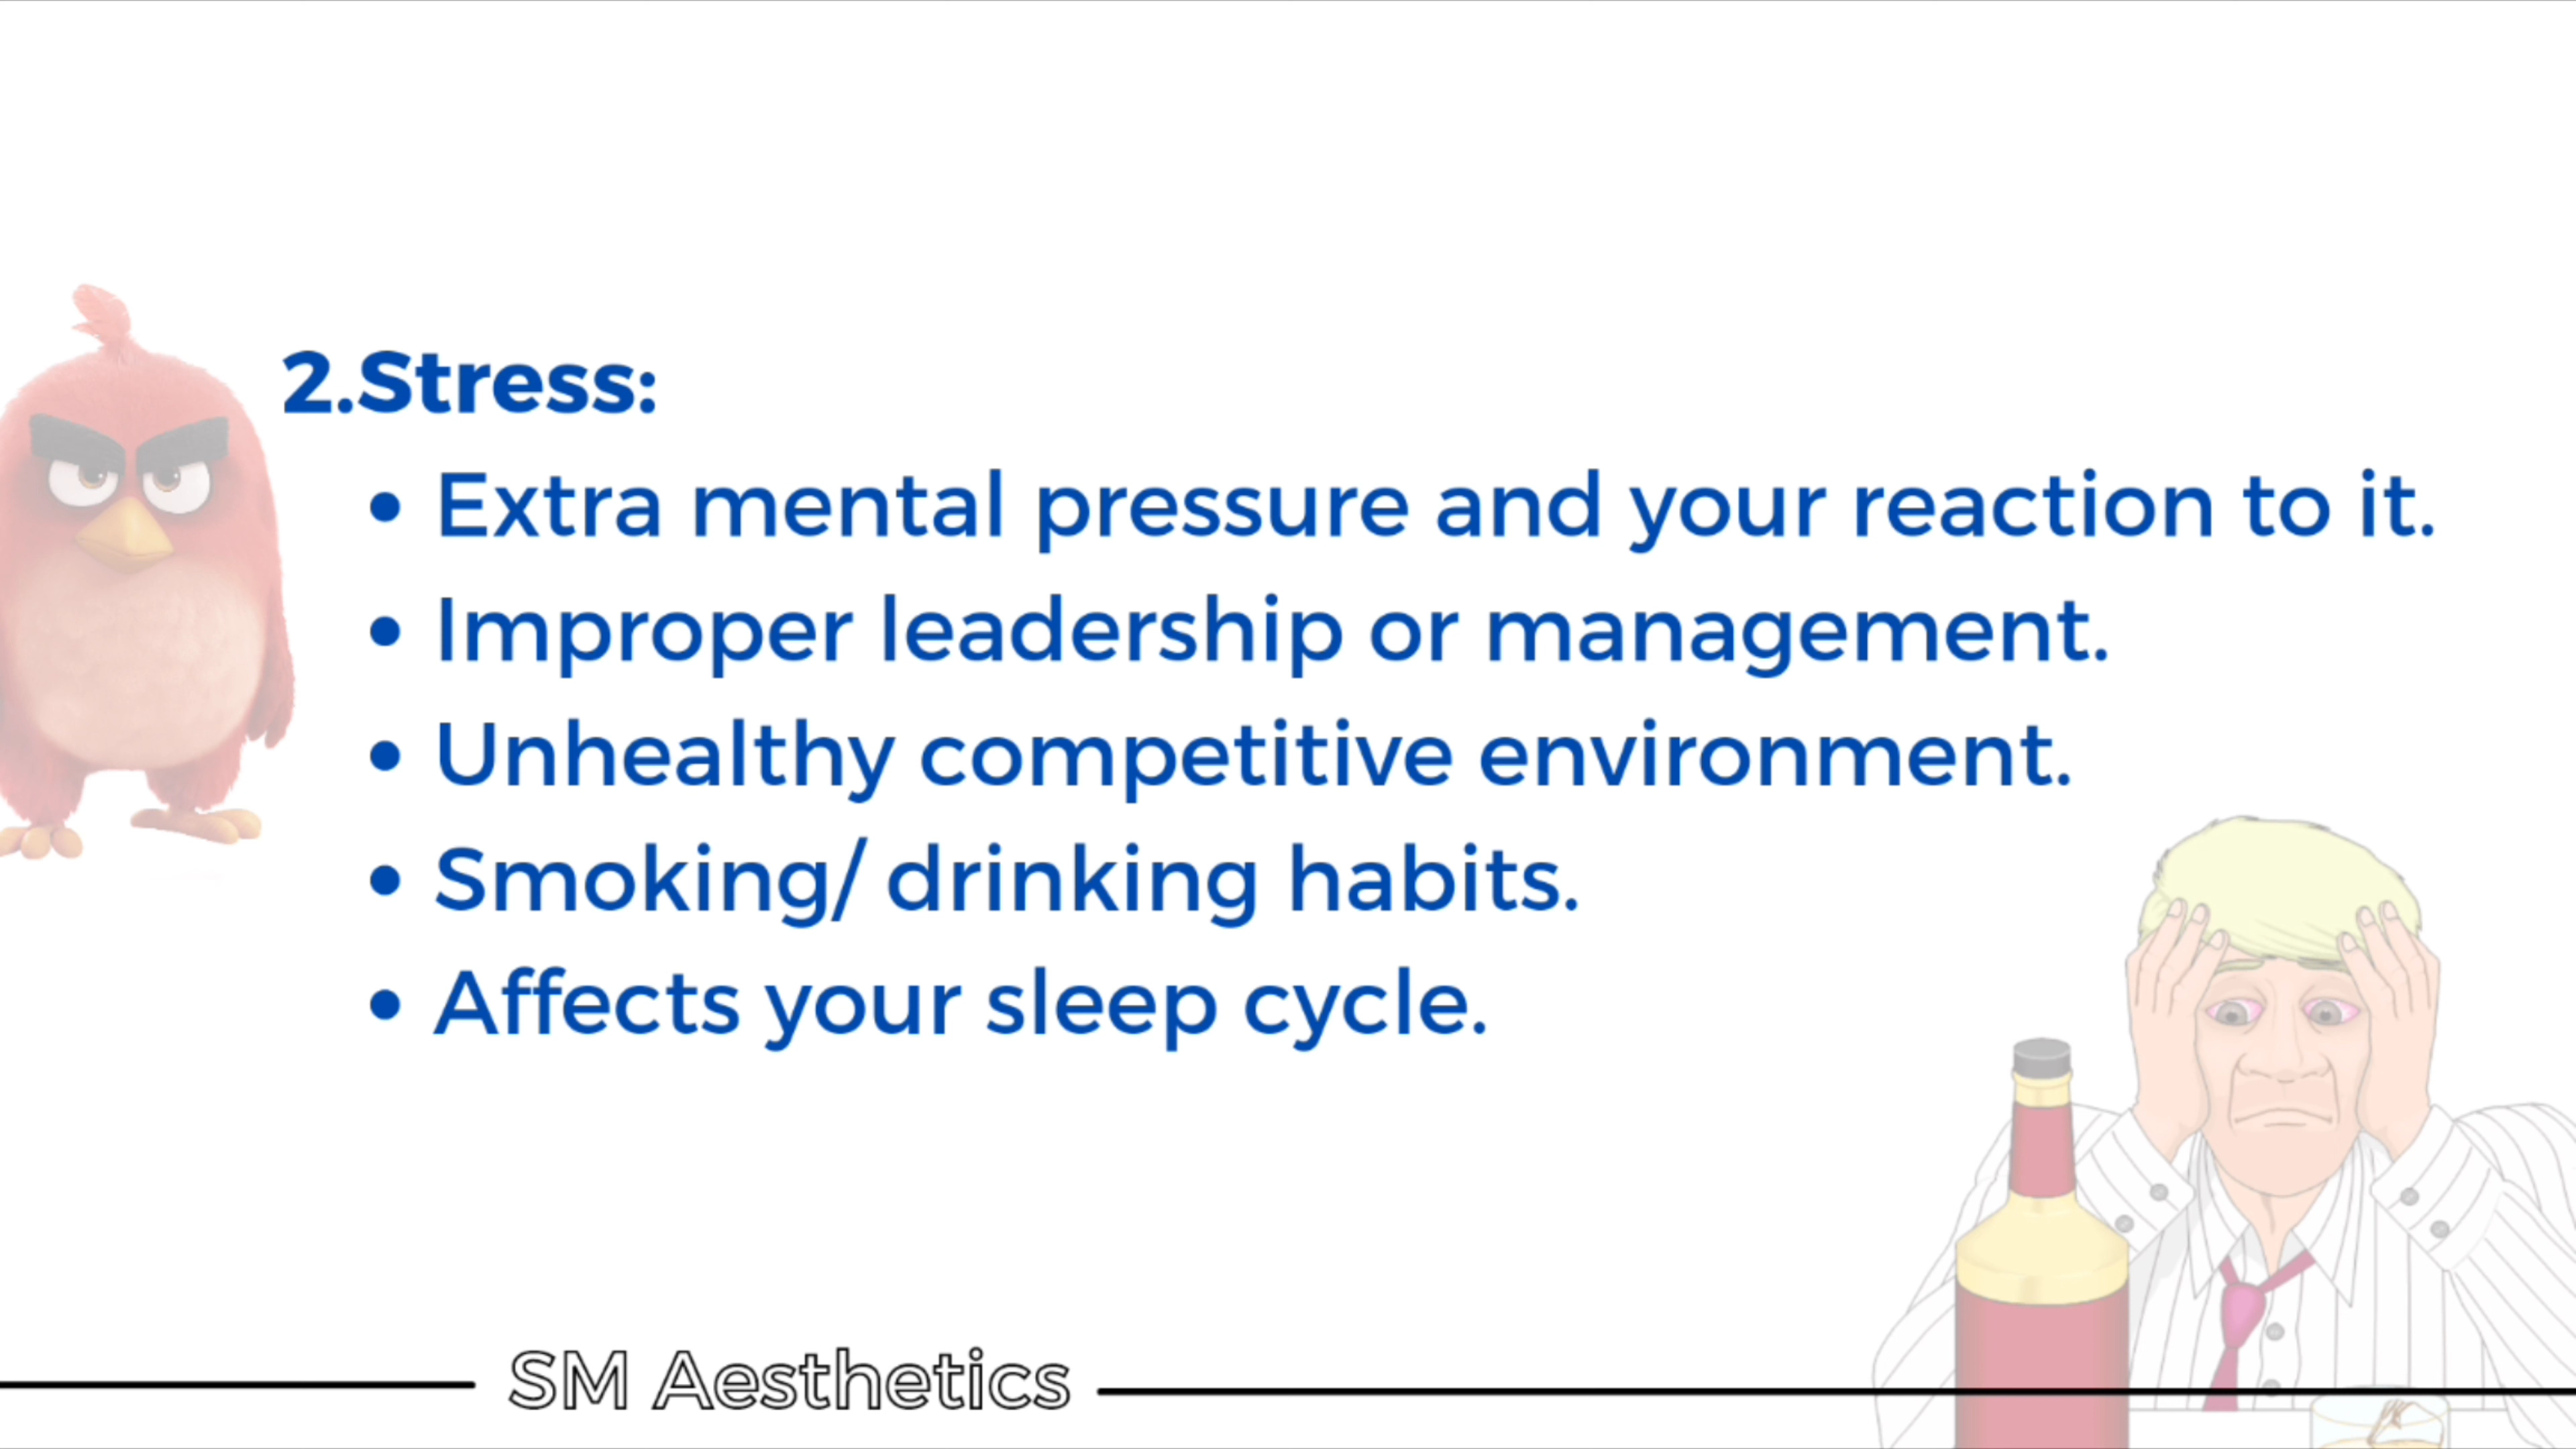 2.Stress:
• Extra mental pressure and your reaction to it.
• Improper leadership or management.
• Unhealthy competitive environment.
• Smoking/ drinking habits.
• Affects your sleep cycle.
SM Aesthetics